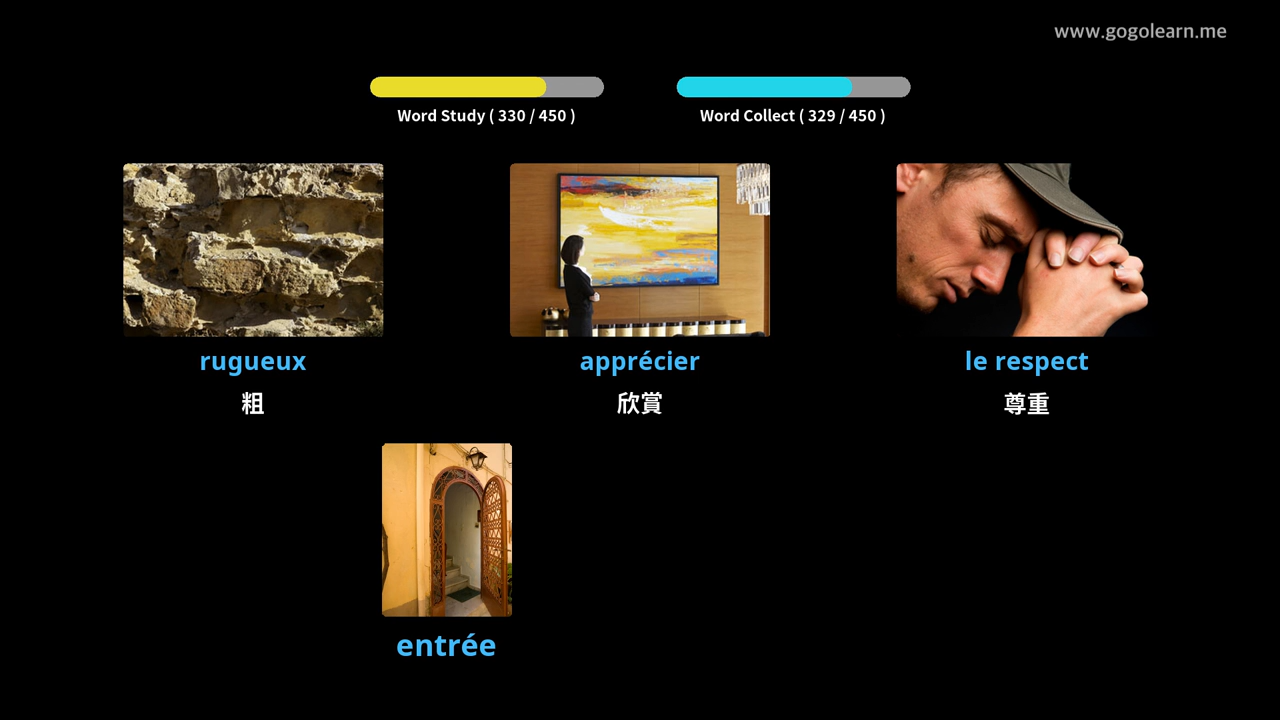 www.gogolearn.me
Word Study ( 330 / 450 )
Word Collect ( 329 / 450 )
rugueux
apprécier
le respect
粗
欣賞
尊重
entrée